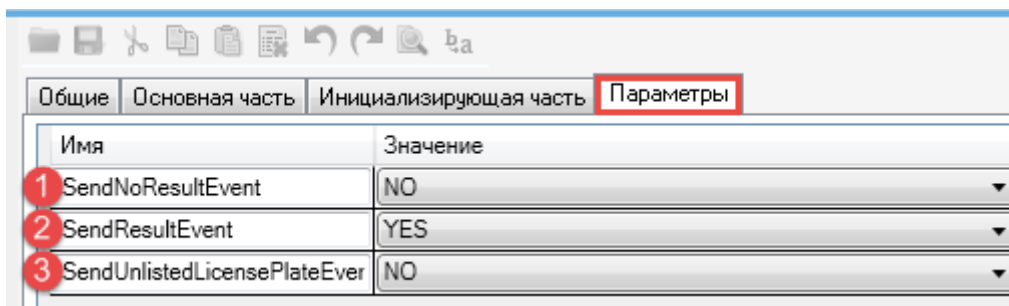 Общие Основная часть Инициализирующая часть Параметры
Имя Значение
1 SendNoResultEvent NO
2 SendResultEvent YES
3 SendUnlistedLicensePlateEver NO